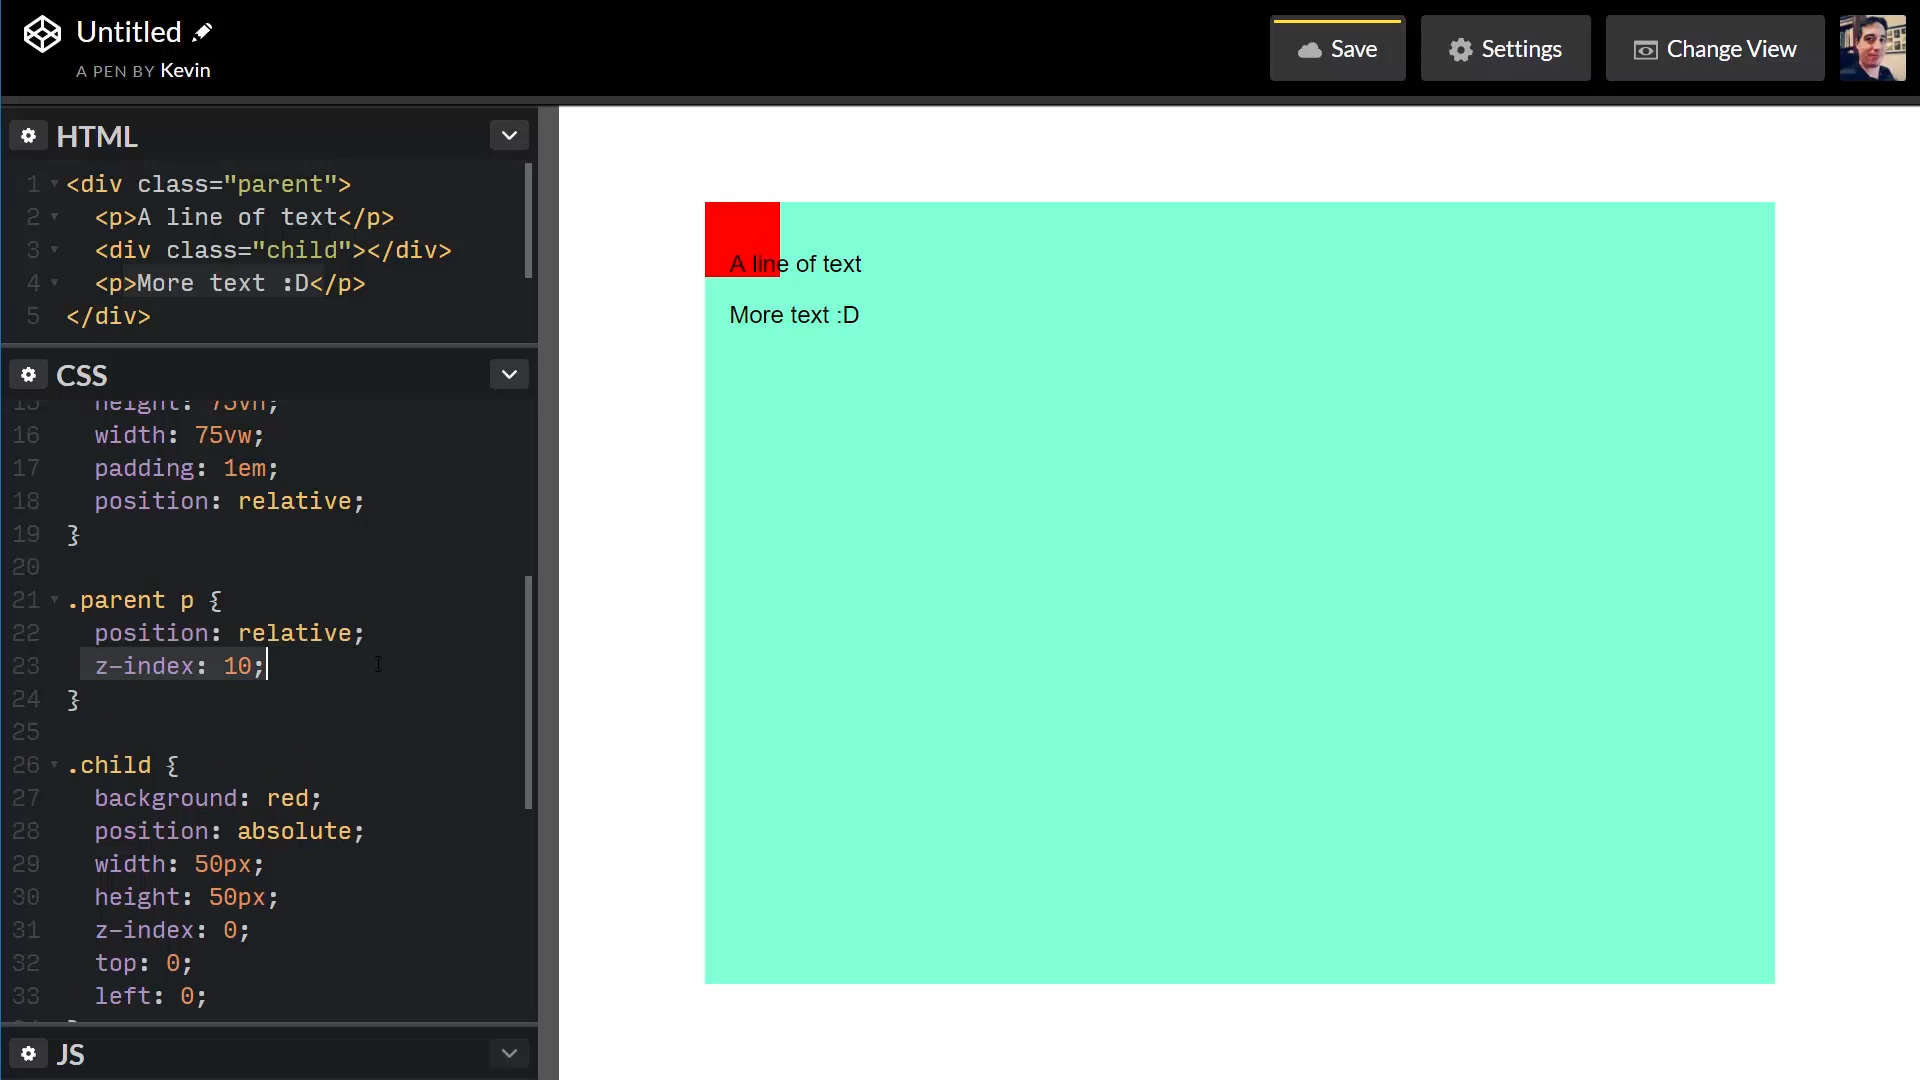 Untitled
A PEN BY Kevin
Save
Settings
Change View
HTML
1 <div class="parent">
2 <p>A line of text</p>
3 <div class="child"></div>
4 <p>More text :D</p>
5 </div>
CSS
15 height: 75vh;
16 width: 75vw;
17 padding: 1em;
18 position: relative;
19 }
20
21 .parent p {
22 position: relative;
23 z-index: 10;
24 }
25
26 .child {
27 background: red;
28 position: absolute;
29 width: 50px;
30 height: 50px;
31 z-index: 0;
32 top: 0;
33 left: 0;
JS
A line of text
More text :D